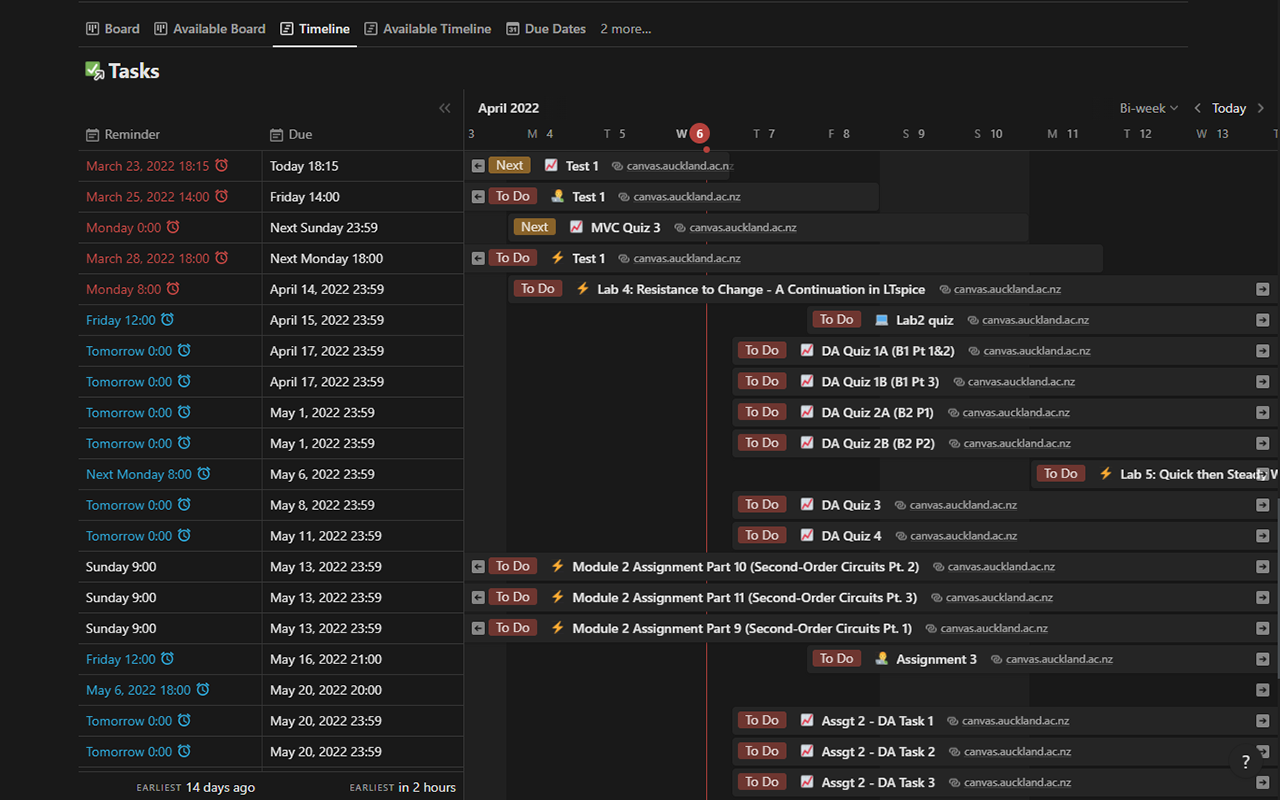 Board Available Board Timeline Available Timeline Due Dates 2 more...
Tasks
April 2022 Bi-week Today
Reminder Due 3 M 4 T 5 W 6 T 7 F 8 S 9 S 10 M 11 T 12 W 13 T
March 23, 2022 18:15 Today 18:15 Next Test 1 canvas.auckland.ac.nz
March 25, 2022 14:00 Friday 14:00 To Do Test 1 canvas.auckland.ac.nz
Monday 0:00 Next Sunday 23:59 Next MVC Quiz 3 canvas.auckland.ac.nz
March 28, 2022 18:00 Next Monday 18:00 To Do Test 1 canvas.auckland.ac.nz
Monday 8:00 April 14, 2022 23:59 To Do Lab 4: Resistance to Change - A Continuation in LTspice canvas.auckland.ac.nz
Friday 12:00 April 15, 2022 23:59 To Do Lab2 quiz canvas.auckland.ac.nz
Tomorrow 0:00 April 17, 2022 23:59 To Do DA Quiz 1A (B1 Pt 1&2) canvas.auckland.ac.nz
Tomorrow 0:00 April 17, 2022 23:59 To Do DA Quiz 1B (B1 Pt 3) canvas.auckland.ac.nz
Tomorrow 0:00 May 1, 2022 23:59 To Do DA Quiz 2A (B2 P1) canvas.auckland.ac.nz
Tomorrow 0:00 May 1, 2022 23:59 To Do DA Quiz 2B (B2 P2) canvas.auckland.ac.nz
Next Monday 8:00 May 6, 2022 23:59 To Do Lab 5: Quick then Steady W
Tomorrow 0:00 May 8, 2022 23:59 To Do DA Quiz 3 canvas.auckland.ac.nz
Tomorrow 0:00 May 11, 2022 23:59 To Do DA Quiz 4 canvas.auckland.ac.nz
Sunday 9:00 May 13, 2022 23:59 To Do Module 2 Assignment Part 10 (Second-Order Circuits Pt. 2) canvas.auckland.ac.nz
Sunday 9:00 May 13, 2022 23:59 To Do Module 2 Assignment Part 11 (Second-Order Circuits Pt. 3) canvas.auckland.ac.nz
Sunday 9:00 May 13, 2022 23:59 To Do Module 2 Assignment Part 9 (Second-Order Circuits Pt. 1) canvas.auckland.ac.nz
Friday 12:00 May 16, 2022 21:00 To Do Assignment 3 canvas.auckland.ac.nz
May 6, 2022 18:00 May 20, 2022 20:00
Tomorrow 0:00 May 20, 2022 23:59 To Do Assgt 2 - DA Task 1 canvas.auckland.ac.nz
Tomorrow 0:00 May 20, 2022 23:59 To Do Assgt 2 - DA Task 2 canvas.auckland.ac.nz ?
EARLIEST 14 days ago EARLIEST in 2 hours To Do Assgt 2 - DA Task 3 canvas.auckland.ac.nz